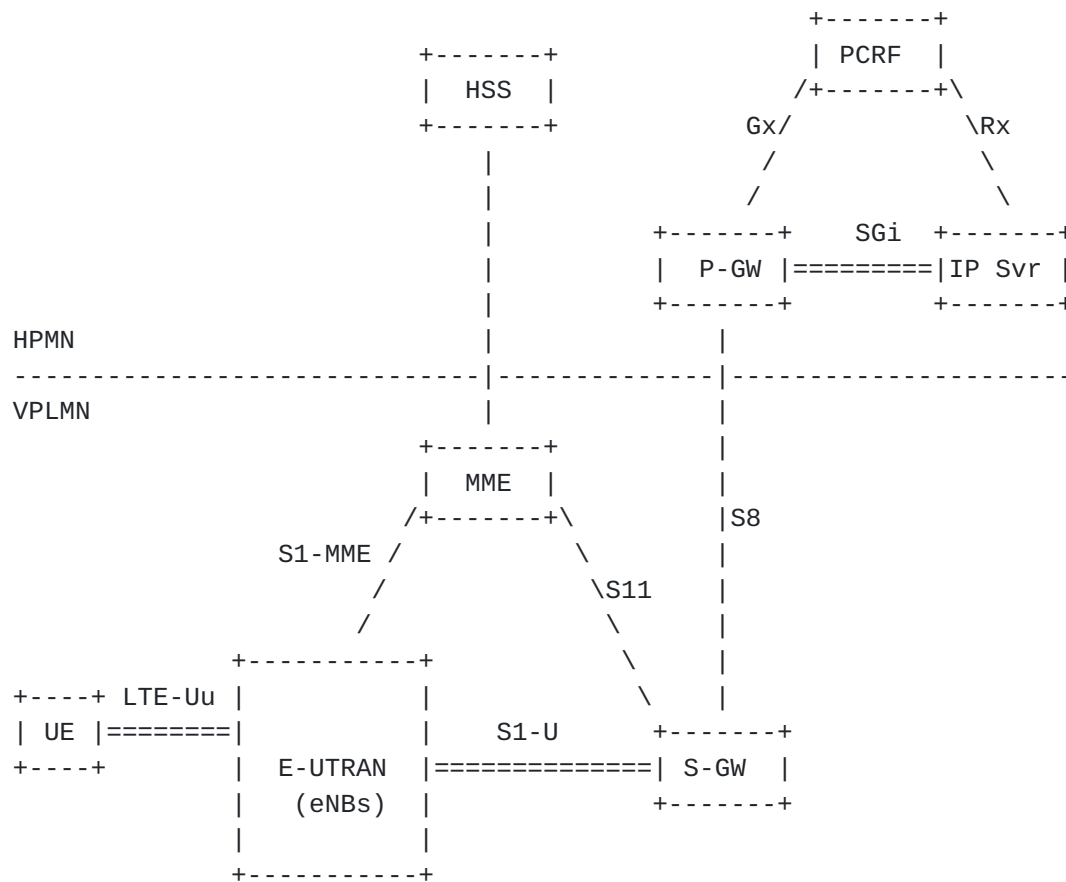 PCRF
HSS
Gx Rx
SGi
P-GW IP Svr
HPMN
VPLMN
MME
S8
S1-MME
S11
LTE-Uu
UE S1-U
E-UTRAN S-GW
(eNBs)